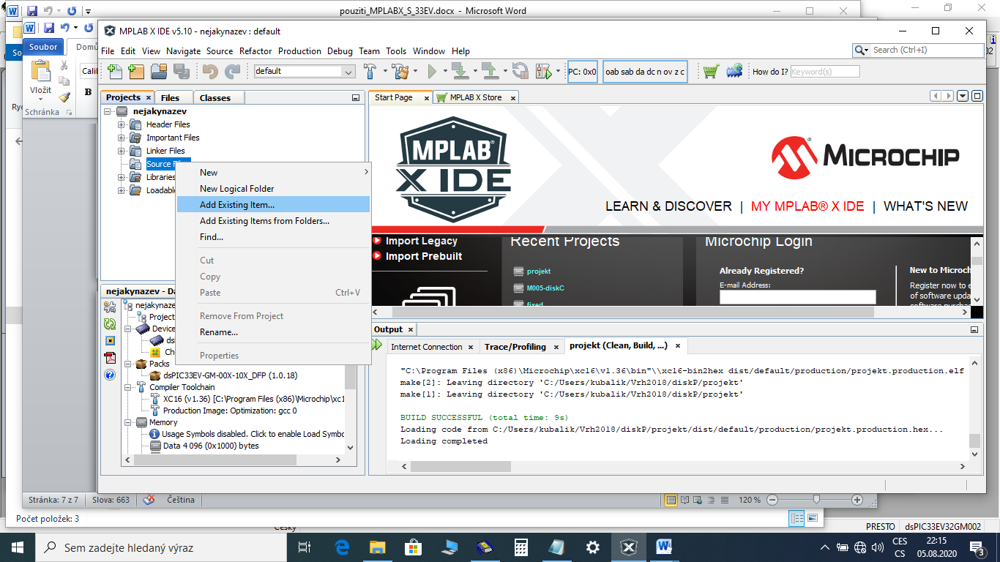 pouziti_MPLABX_S_33EV.docx - Microsoft Word
Soubor
Domů
So
Vložit
Calib
B
Schránka
Ryc
MPLAB X IDE v5.10 - nejakynazev : default
File Edit View Navigate Source Refactor Production Debug Team Tools Window Help
Search (Ctrl+I)
02
default
PC: 0x0
oab sab da dc n ov z c
How do I?
Keyword(s)
Projects
Files
Classes
nejakynazev
Header Files
Important Files
Linker Files
Source Files
Libraries
Loadable
New
New Logical Folder
Add Existing Item...
Add Existing Items from Folders...
Find...
Cut
Copy
Paste Ctrl+V
Remove From Project
Rename...
Properties
Start Page
MPLAB X Store
MPLAB®
X IDE
MICROCHIP
LEARN & DISCOVER | MY MPLAB® X IDE | WHAT'S NEW
Import Legacy
Import Prebuilt
Recent Projects
projekt
M005-diskC
fixed
Microchip Login
Already Registered?
E-mail Address:
New to Microch
Register now to e
of software upda
software purchas
nejakynazev - Da
nejakynazev
Project
Device
ds
Che
Packs
dsPIC33EV-GM-00X-10X_DFP (1.0.18)
Compiler Toolchain
XC16 (v1.36) [C:\Program Files (x86)\Microchip\xc1
Production Image: Optimization: gcc 0
Memory
Usage Symbols disabled. Click to enable Load Symbo
Data 4 096 (0x1000) bytes
Output
Internet Connection
Trace/Profiling
projekt (Clean, Build, ...)
"C:\Program Files (x86)\Microchip\xc16\v1.36\bin"\\xc16-bin2hex dist/default/production/projekt.production.elf
make[2]: Leaving directory 'C:/Users/kubalik/Vrh2018/diskP/projekt'
make[1]: Leaving directory 'C:/Users/kubalik/Vrh2018/diskP/projekt'
BUILD SUCCESSFUL (total time: 9s)
Loading code from C:/Users/kubalik/Vrh2018/diskP/projekt/dist/default/production/projekt.production.hex...
Loading completed
Stránka: 7 z 7
Slova: 663
Čeština
120 %
Počet položek: 3
Česky
PRESTO
dsPIC33EV32GM002
Sem zadejte hledaný výraz
CES
CS
22:15
05.08.2020
3